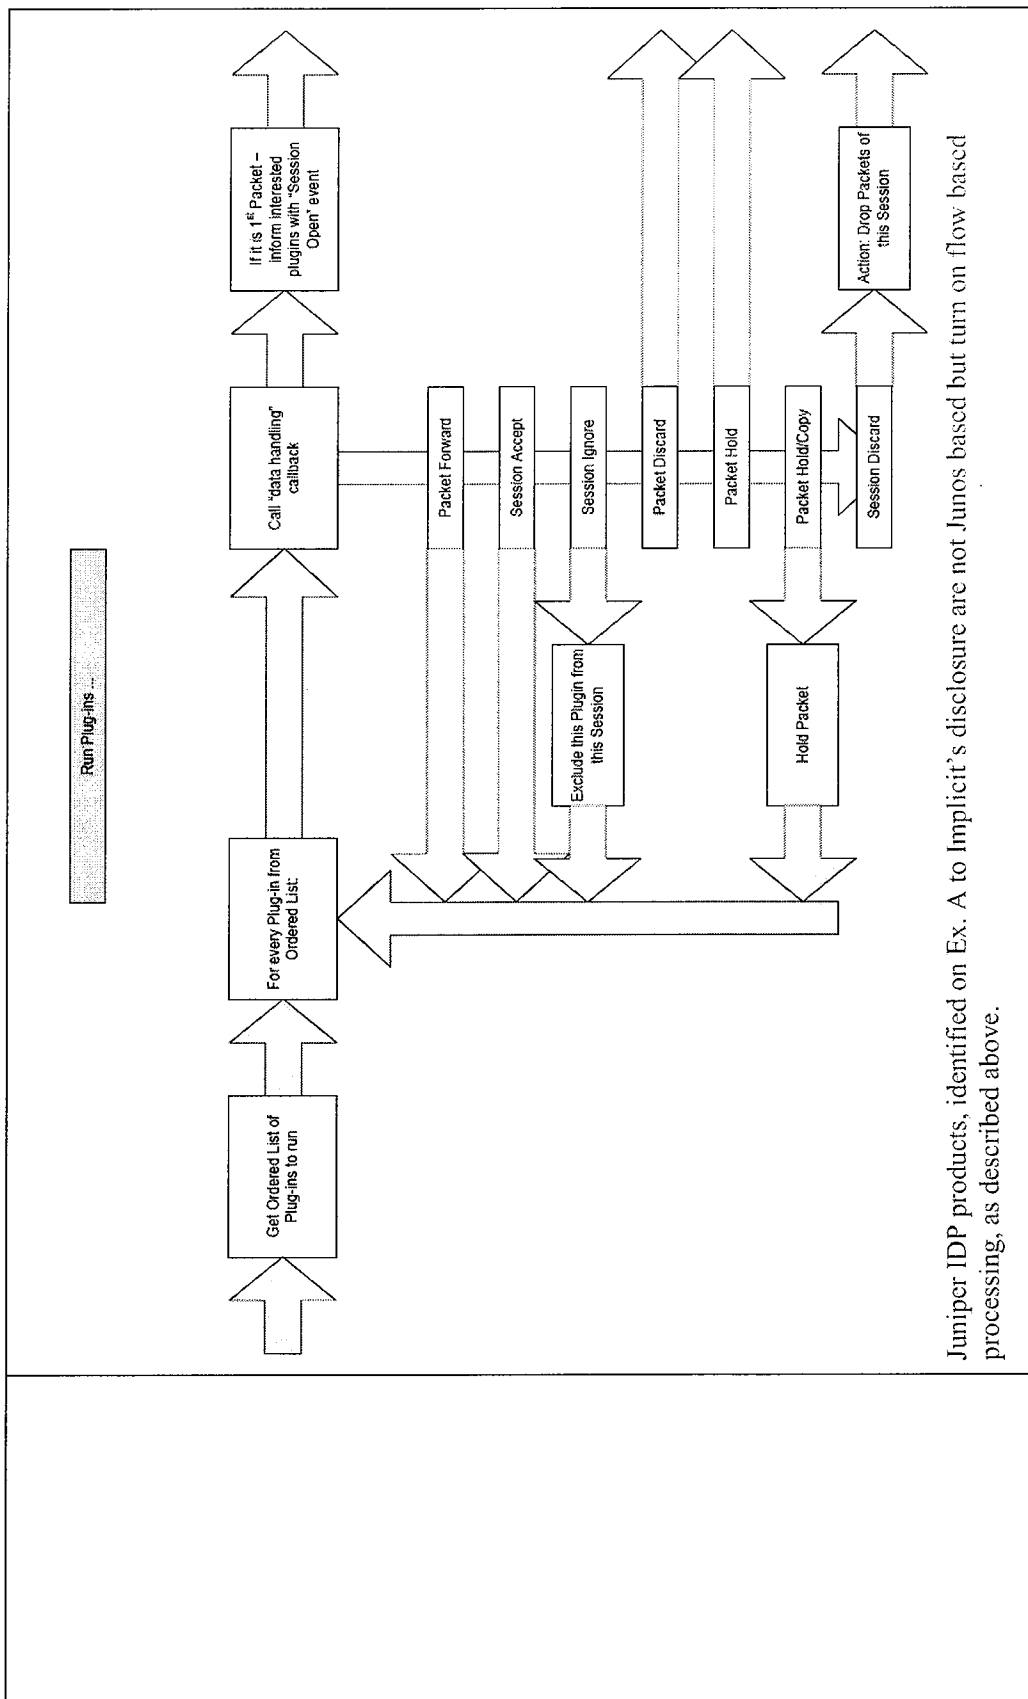 Run Plug-ins ...
Get Ordered List of
Plug-ins to run
For every Plug-in from
Ordered List:
Call "data handling"
callback
If it is 1st Packet –
inform interested
plugins with "Session
Open" event
Packet Forward
Session Accept
Session Ignore
Exclude this Plugin from
this Session
Packet Discard
Packet Hold
Packet Hold/Copy
Hold Packet
Session Discard
Action: Drop Packets of
this Session
Juniper IDP products, identified on Ex. A to Implicit's disclosure are not Junos based but turn on flow based
processing, as described above.